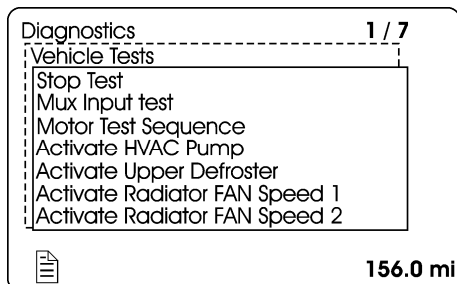 Diagnostics 1 / 7
Vehicle Tests
Stop Test
Mux Input test
Motor Test Sequence
Activate HVAC Pump
Activate Upper Defroster
Activate Radiator FAN Speed 1
Activate Radiator FAN Speed 2
156.0 mi